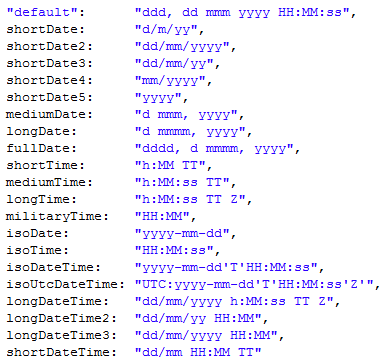 "default": "ddd, dd mmm yyyy HH:MM:ss",
shortDate: "d/m/yy",
shortDate2: "dd/mm/yyyy",
shortDate3: "dd/mm/yy",
shortDate4: "mm/yyyy",
shortDate5: "yyyy",
mediumDate: "d mmm, yyyy",
longDate: "d mmmm, yyyy",
fullDate: "dddd, d mmmm, yyyy",
shortTime: "h:MM TT",
mediumTime: "h:MM:ss TT",
longTime: "h:MM:ss TT Z",
militaryTime: "HH:MM",
isoDate: "yyyy-mm-dd",
isoTime: "HH:MM:ss",
isoDateTime: "yyyy-mm-dd'T'HH:MM:ss",
isoUtcDateTime: "UTC:yyyy-mm-dd'T'HH:MM:ss'Z'",
longDateTime: "dd/mm/yyyy h:MM:ss TT Z",
longDateTime2: "dd/mm/yy HH:MM",
longDateTime3: "dd/mm/yyyy HH:MM",
shortDateTime: "dd/mm HH:MM TT"